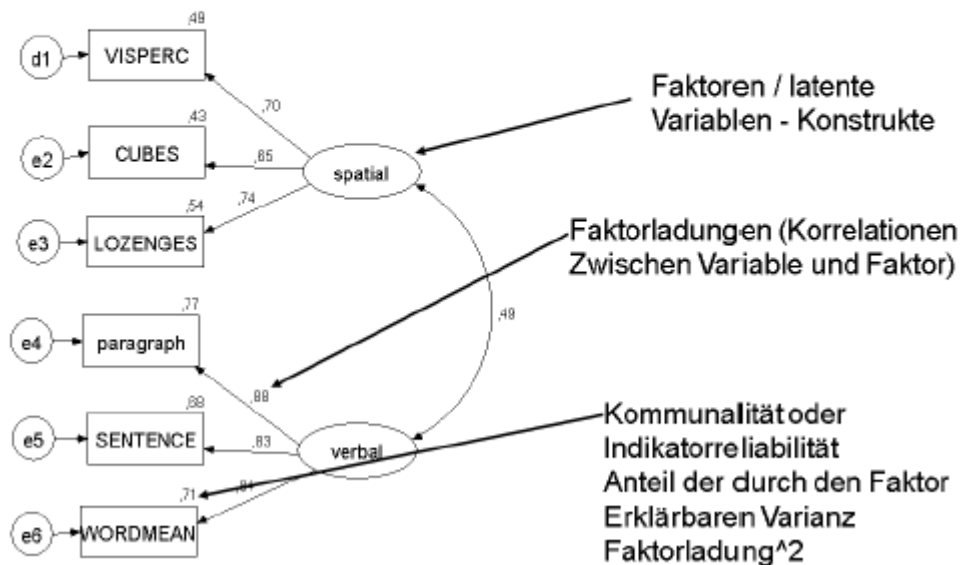 ,49
d1
VISPERC
,70
Faktoren / latente
Variablen - Konstrukte
,43
e2
CUBES
,65
spatial
,74
,54
e3
LOZENGES
Faktorladungen (Korrelationen
Zwischen Variable und Faktor)
,77
,49
e4
paragraph
,88
,68
e5
SENTENCE
,83
verbal
Kommunalität oder
Indikatorreliabilität
Anteil der durch den Faktor
Erklärbaren Varianz
Faktorladung^2
,71
e6
WORDMEAN